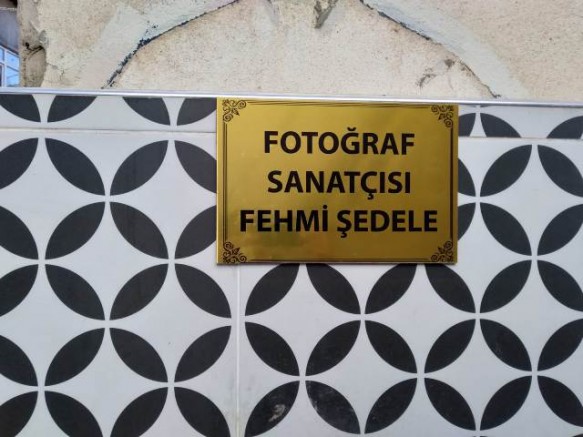 FOTOĞRAF
SANATÇISI
FEHMİ ŞEDELE